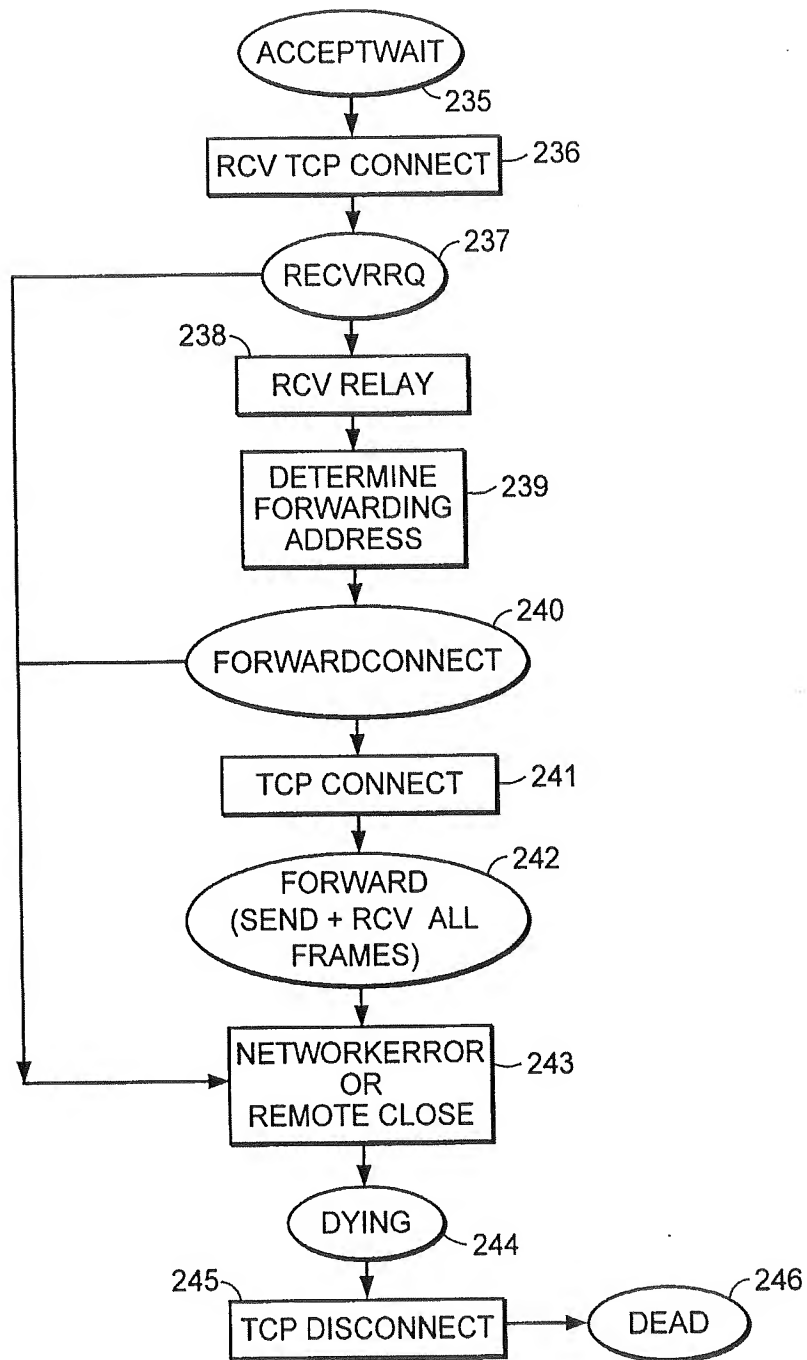 ACCEPTWAIT
235
RCV TCP CONNECT
236
237
RECVRRQ
238
RCV RELAY
DETERMINE
FORWARDING
ADDRESS
239
240
FORWARDCONNECT
TCP CONNECT
241
242
FORWARD
(SEND + RCV ALL
FRAMES)
NETWORKERROR
OR
REMOTE CLOSE
243
DYING
244
245
TCP DISCONNECT
246
DEAD